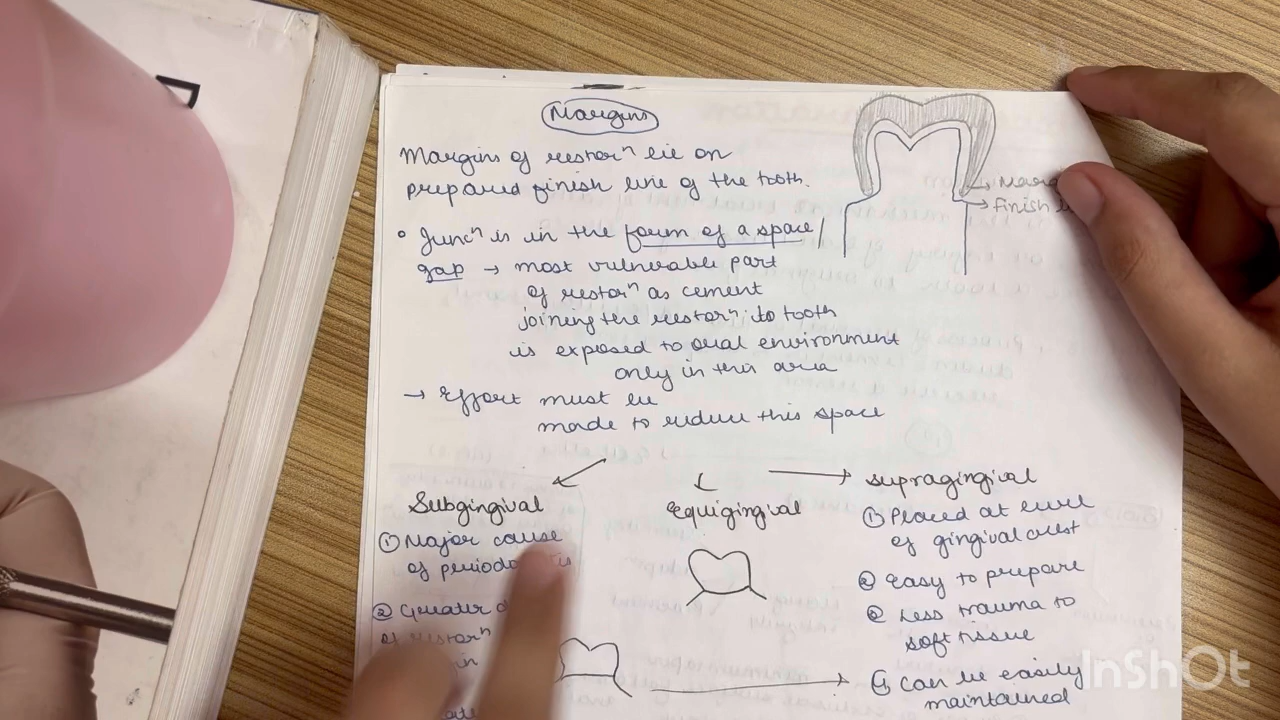 Margins
Margins of restorⁿ lie on
prepared finish line of the tooth.
Juncⁿ is in the form of a space/
gap → most vulnerable part
of restorⁿ as cement
joining the restorⁿ to tooth
is exposed to oral environment
only in this area
→ Effort must be
made to reduce this space
→ Finish
Subgingival
① Major cause
of
② Greater
of restorⁿ
in
Equigingival
Supragingival
① Placed at level
of gingival crest
② easy to prepare
② Less trauma to
soft tissue
④ Can be easily
maintained
InShOt